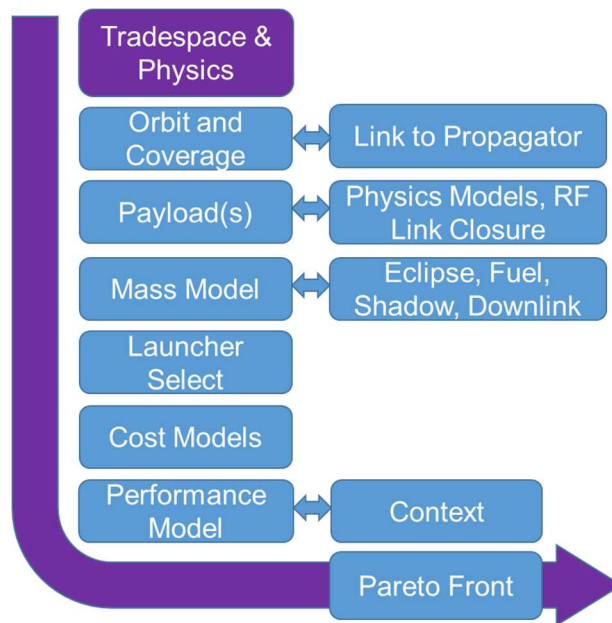 Tradespace &
Physics
Orbit and
Coverage
Link to Propagator
Payload(s)
Physics Models, RF
Link Closure
Mass Model
Eclipse, Fuel,
Shadow, Downlink
Launcher
Select
Cost Models
Performance
Model
Context
Pareto Front